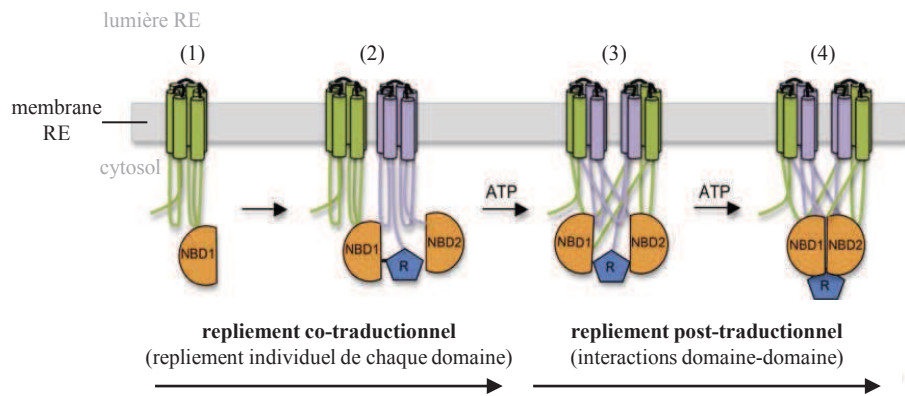 lumière RE
(1)
(2)
(3)
(4)
membrane
RE
cytosol
ATP
ATP
NBD1
NBD1
R
NBD2
NBD1
R
NBD2
NBD1
NBD2
R
repliement co-traductionnel
(repliement individuel de chaque domaine)
repliement post-traductionnel
(interactions domaine-domaine)